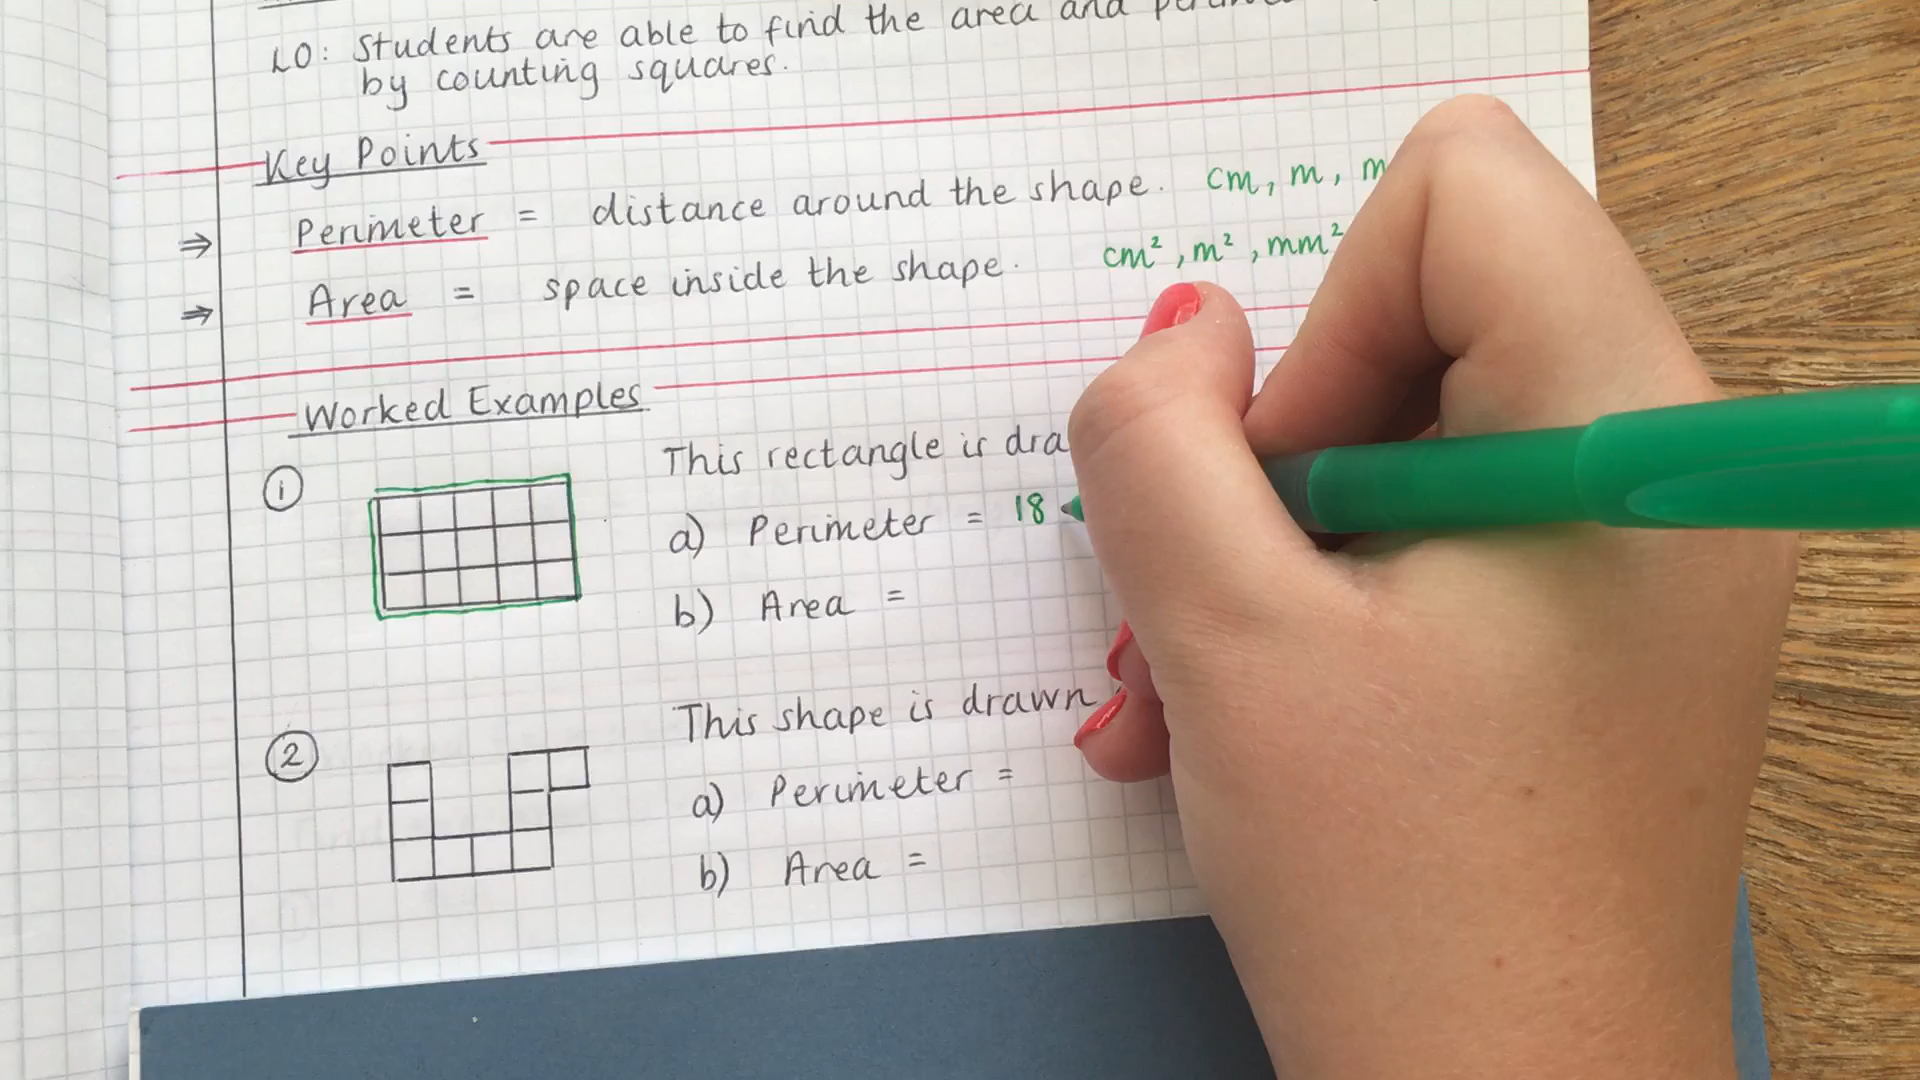 LO: Students are able to find the area and
by counting squares.
Key Points
⇒ Perimeter = distance around the shape. cm, m,
⇒ Area = space inside the shape. cm², m², mm²
Worked Examples
① This rectangle is
a) Perimeter = 18
b) Area =
② This shape is drawn
a) Perimeter =
b) Area =